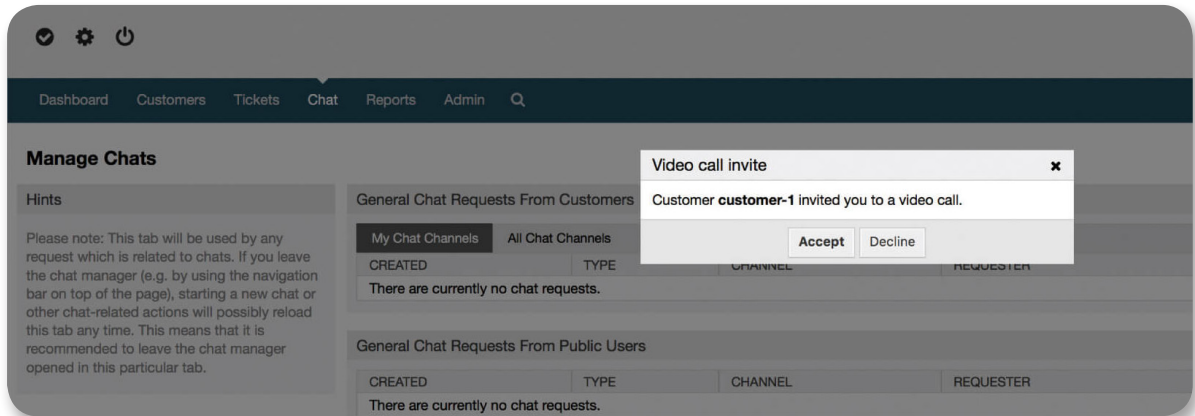 Dashboard Customers Tickets Chat Reports Admin
Manage Chats
Hints
Please note: This tab will be used by any
request which is related to chats. If you leave
the chat manager (e.g. by using the navigation
bar on top of the page), starting a new chat or
other chat-related actions will possibly reload
this tab any time. This means that it is
recommended to leave the chat manager
opened in this particular tab.
General Chat Requests From Customers
My Chat Channels All Chat Channels
CREATED TYPE CHANNEL REQUESTER
There are currently no chat requests.
General Chat Requests From Public Users
CREATED TYPE CHANNEL REQUESTER
There are currently no chat requests.
Video call invite
Customer customer-1 invited you to a video call.
Accept Decline